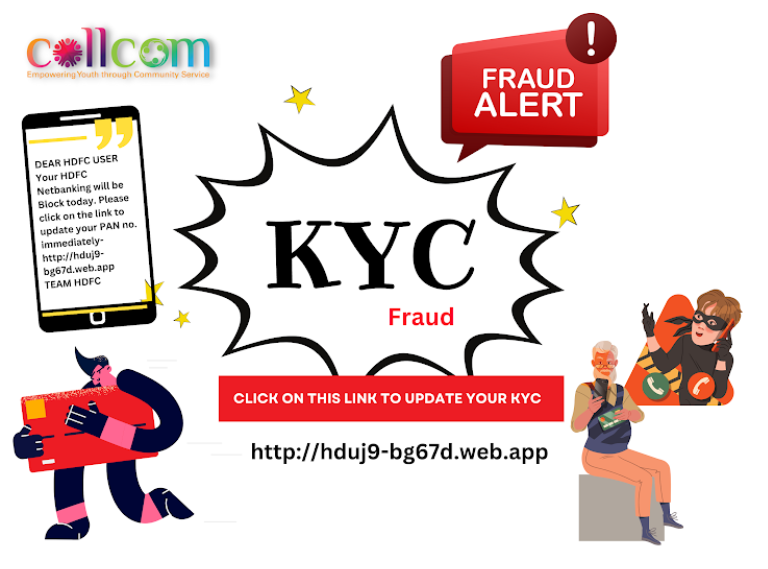 collcom
Empowering Youth through Community Service
FRAUD
ALERT
DEAR HDFC USER
Your HDFC
Netbanking will be
Block today. Please
click on the link to
update your PAN no.
immediately-
http://hduj9-
bg67d.web.app
TEAM HDFC
KYC
Fraud
CLICK ON THIS LINK TO UPDATE YOUR KYC
http://hduj9-bg67d.web.app